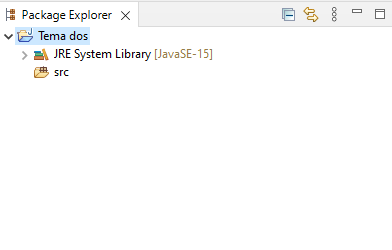 Package Explorer
Tema dos
JRE System Library [JavaSE-15]
src